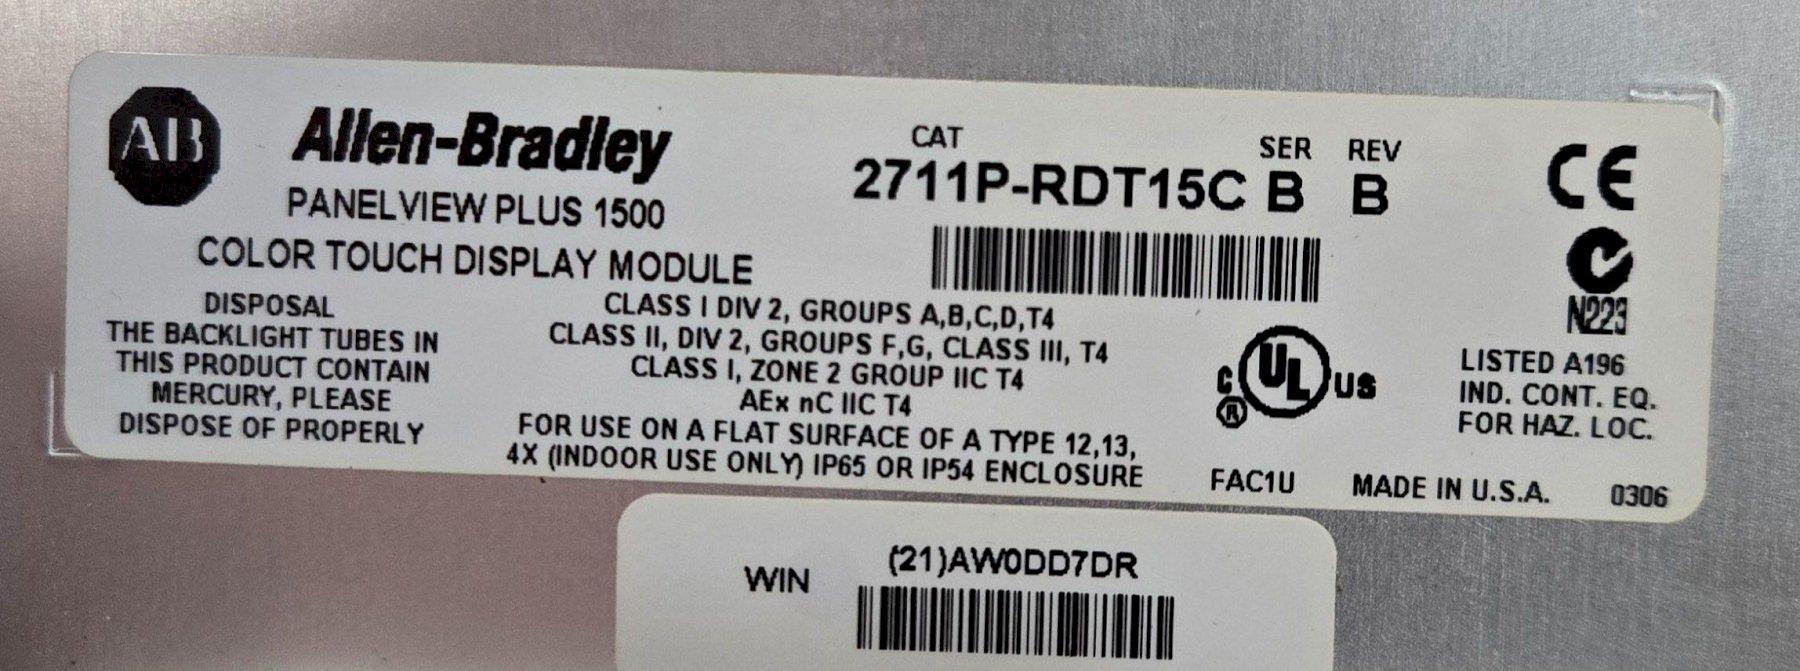 AB
Allen-Bradley
PANELVIEW PLUS 1500
COLOR TOUCH DISPLAY MODULE
DISPOSAL
THE BACKLIGHT TUBES IN
THIS PRODUCT CONTAIN
MERCURY, PLEASE
DISPOSE OF PROPERLY
CAT SER REV
2711P-RDT15C B B
CLASS I DIV 2, GROUPS A,B,C,D,T4
CLASS II, DIV 2, GROUPS F,G, CLASS III, T4
CLASS I, ZONE 2 GROUP IIC T4
AEx nC IIC T4
FOR USE ON A FLAT SURFACE OF A TYPE 12,13,
4X (INDOOR USE ONLY) IP65 OR IP54 ENCLOSURE
CE
N223
C UL US
®
LISTED A196
IND. CONT. EQ.
FOR HAZ. LOC.
FAC1U MADE IN U.S.A. 0306
WIN (21)AW0DD7DR